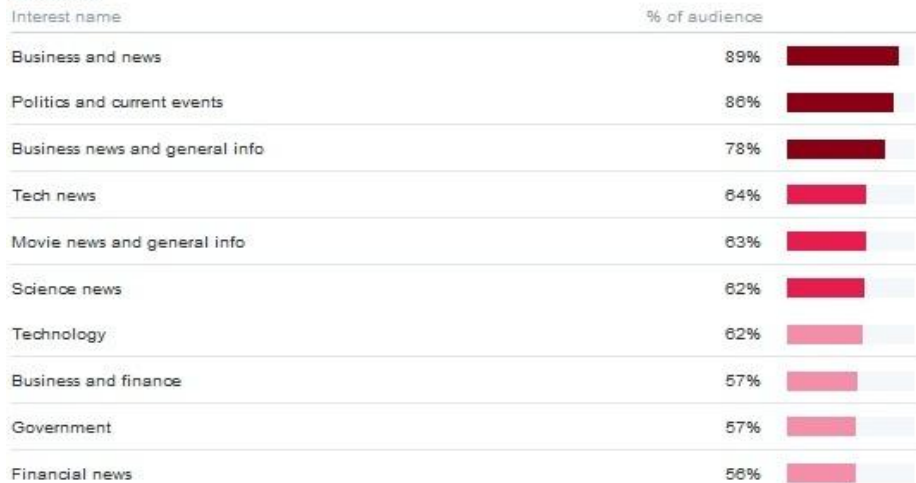 Interest name % of audience
Business and news 89%
Politics and current events 86%
Business news and general info 78%
Tech news 64%
Movie news and general info 63%
Science news 62%
Technology 62%
Business and finance 57%
Government 57%
Financial news 56%